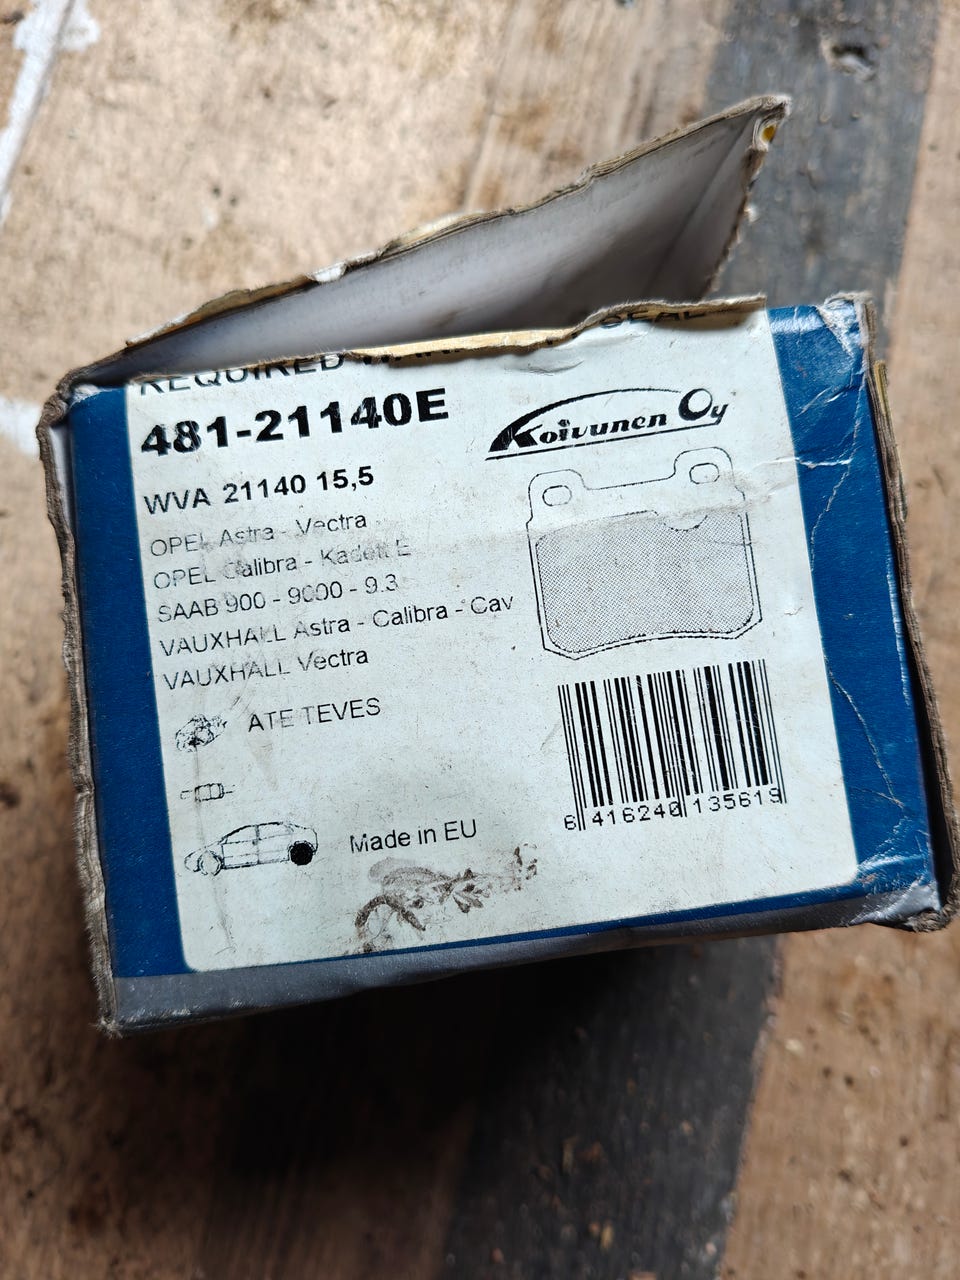 REQUIRED SEAL
481-21140E
Koivunen Oy
WVA 21140 15,5
OPEL Astra - Vectra
OPEL Calibra - Kadett E
SAAB 900 - 9000 - 9.3
VAUXHALL Astra - Calibra - Cav
VAUXHALL Vectra
ATE TEVES
Made in EU
6 416240 135619